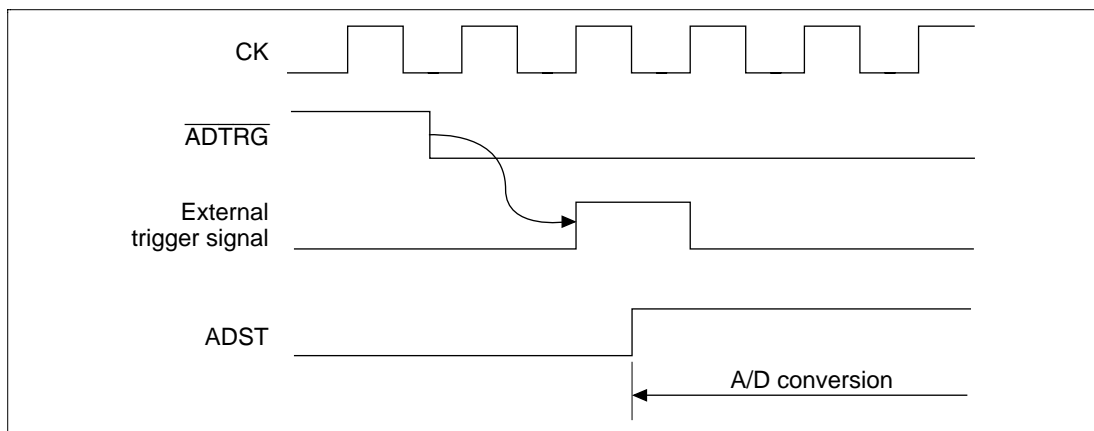 CK
ADTRG
External
trigger signal
ADST
A/D conversion